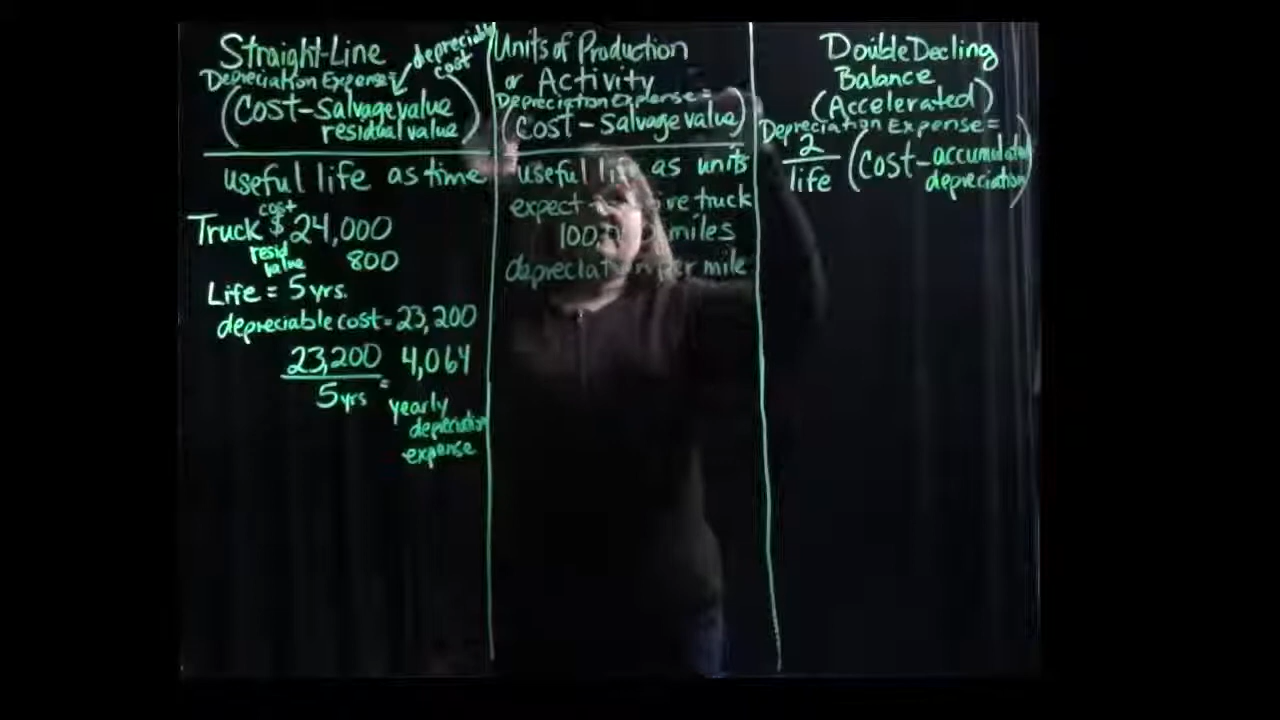 Straight-Line
depreciable
cost
Depreciation Expense =
(Cost-Salvage value
residual value)
useful life as time
cost
Truck $ 24,000
resid
value 800
Life = 5 yrs.
depreciable cost = 23,200
23,200
5 yrs
= 4,064
yearly
depreciation
expense
Units of Production
or Activity
Depreciation Expense =
(Cost - Salvage value)
useful life as units
expect truck
miles
depreciation per mile
Double Decling
Balance
(Accelerated)
Depreciation Expense =
2
life
(Cost - accumulated
depreciation)